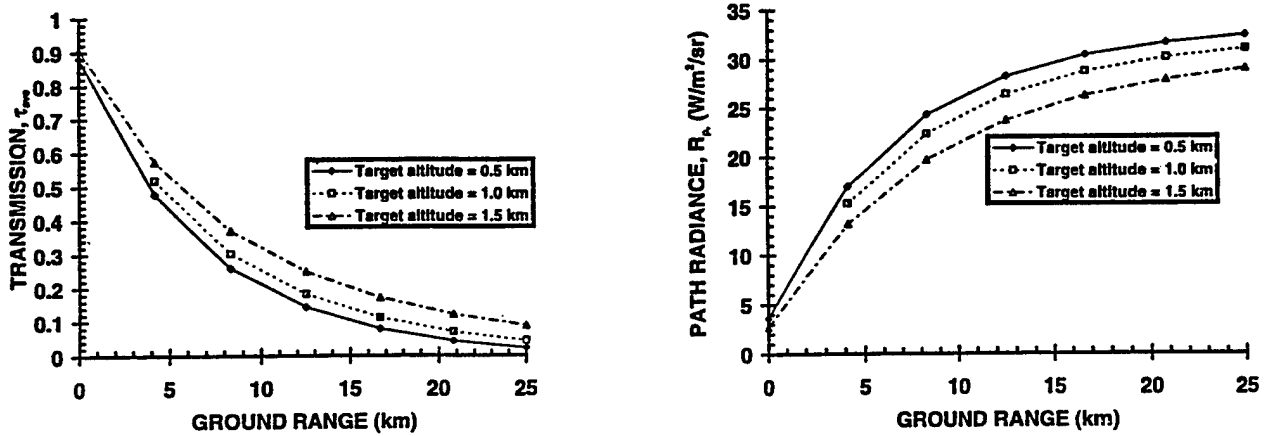 1
0.9
0.8
0.7
0.6
0.5
0.4
0.3
0.2
0.1
0
TRANSMISSION, τave
Target altitude = 0.5 km
Target altitude = 1.0 km
Target altitude = 1.5 km
0 5 10 15 20 25
GROUND RANGE (km)
35
30
25
20
15
10
5
0
PATH RADIANCE, Rp, (W/m²/sr)
Target altitude = 0.5 km
Target altitude = 1.0 km
Target altitude = 1.5 km
0 5 10 15 20 25
GROUND RANGE (km)